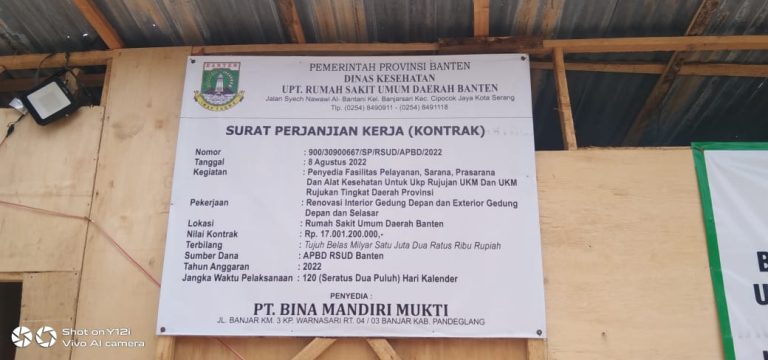 BANTEN
PEMERINTAH PROVINSI BANTEN
DINAS KESEHATAN
UPT. RUMAH SAKIT UMUM DAERAH BANTEN
Jalan Syech Nawawi Al- Bantani Kel. Banjarsari Kec. Cipocok Jaya Kota Serang
Tlp. (0254) 8490911 - (0254) 8491118
SURAT PERJANJIAN KERJA (KONTRAK)
Nomor : 900/30900667/SP/RSUD/APBD/2022
Tanggal : 8 Agustus 2022
Kegiatan : Penyedia Fasilitas Pelayanan, Sarana, Prasarana
Dan Alat Kesehatan Untuk Ukp Rujujan UKM Dan UKM
Rujukan Tingkat Daerah Provinsi
Pekerjaan : Renovasi Interior Gedung Depan dan Exterior Gedung
Depan dan Selasar
Lokasi : Rumah Sakit Umum Daerah Banten
Nilai Kontrak : Rp. 17.001.200.000,-
Terbilang : Tujuh Belas Milyar Satu Juta Dua Ratus Ribu Rupiah
Sumber Dana : APBD RSUD Banten
Tahun Anggaran : 2022
Jangka Waktu Pelaksanaan : 120 (Seratus Dua Puluh) Hari Kalender
PENYEDIA :
PT. BINA MANDIRI MUKTI
JL. BANJAR KM. 3 KP. WARNASARI RT. 04 / 03 BANJAR KAB. PANDEGLANG
Shot on Y12i
Vivo AI camera